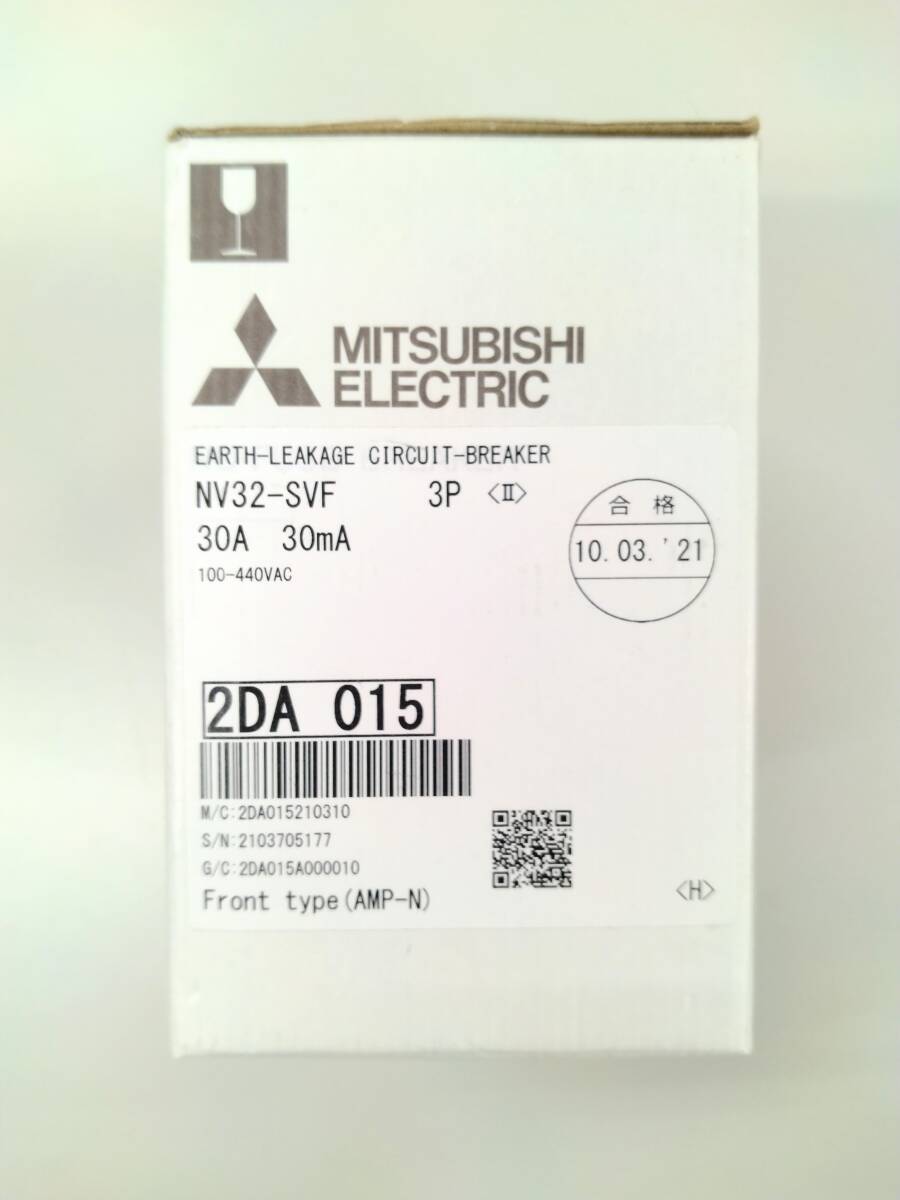 MITSUBISHI
ELECTRIC
EARTH-LEAKAGE CIRCUIT-BREAKER
NV32-SVF 3P <Ⅱ>
30A 30mA
100-440VAC
合格
10.03.'21
2DA 015
M/C:2DA015210310
S/N:2103705177
G/C:2DA015A000010
Front type(AMP-N)
<H>